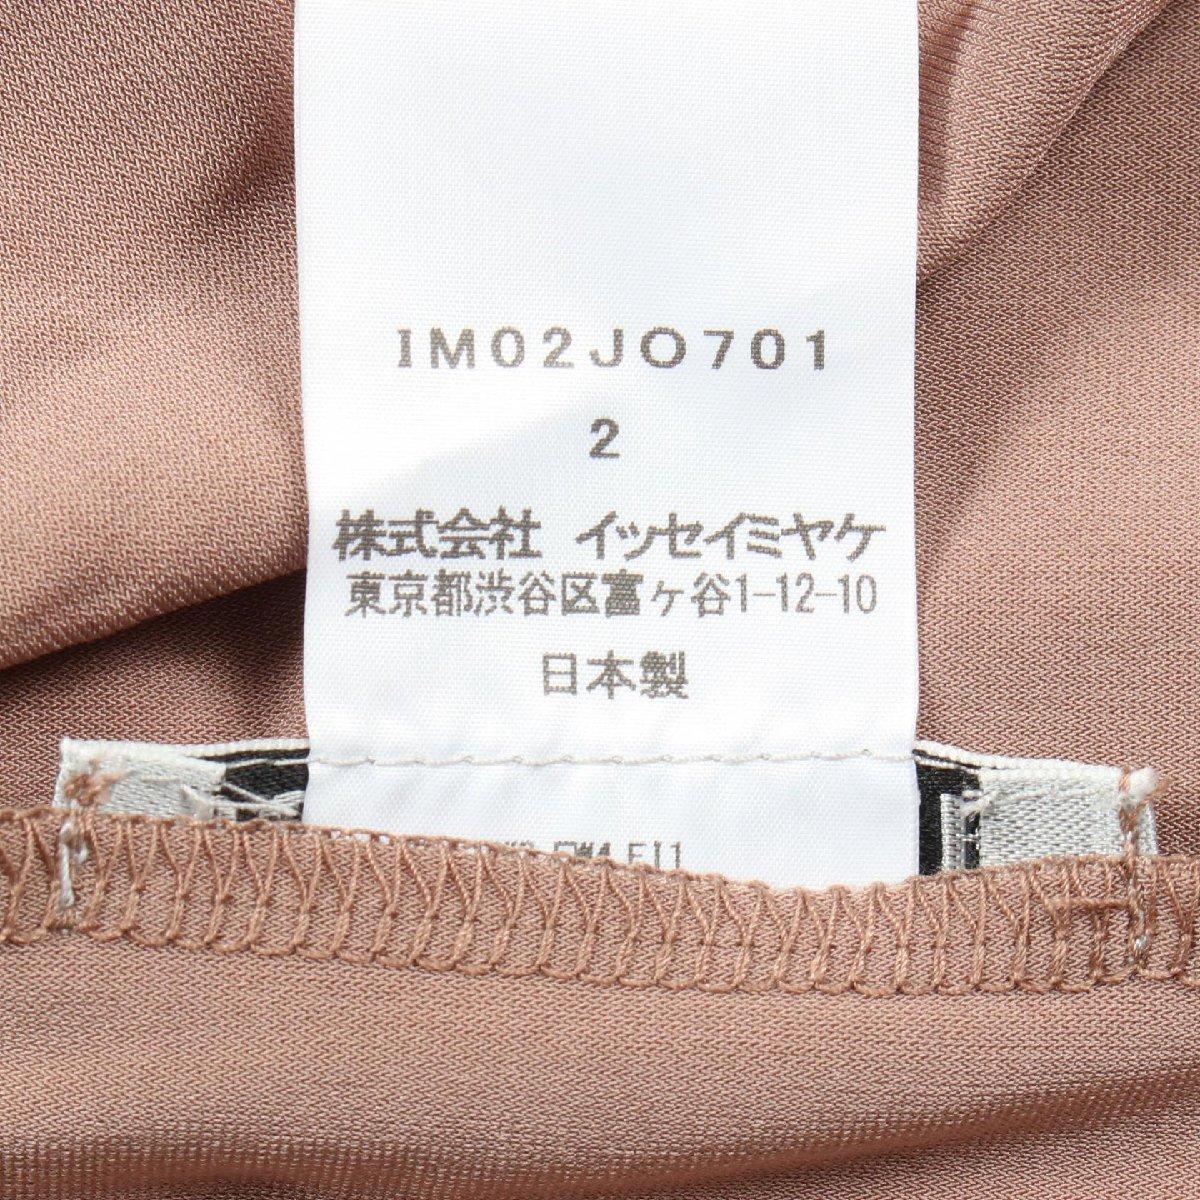 IM02JO701
2
株式会社 イッセイミヤケ
東京都渋谷区富ヶ谷1-12-10
日本製